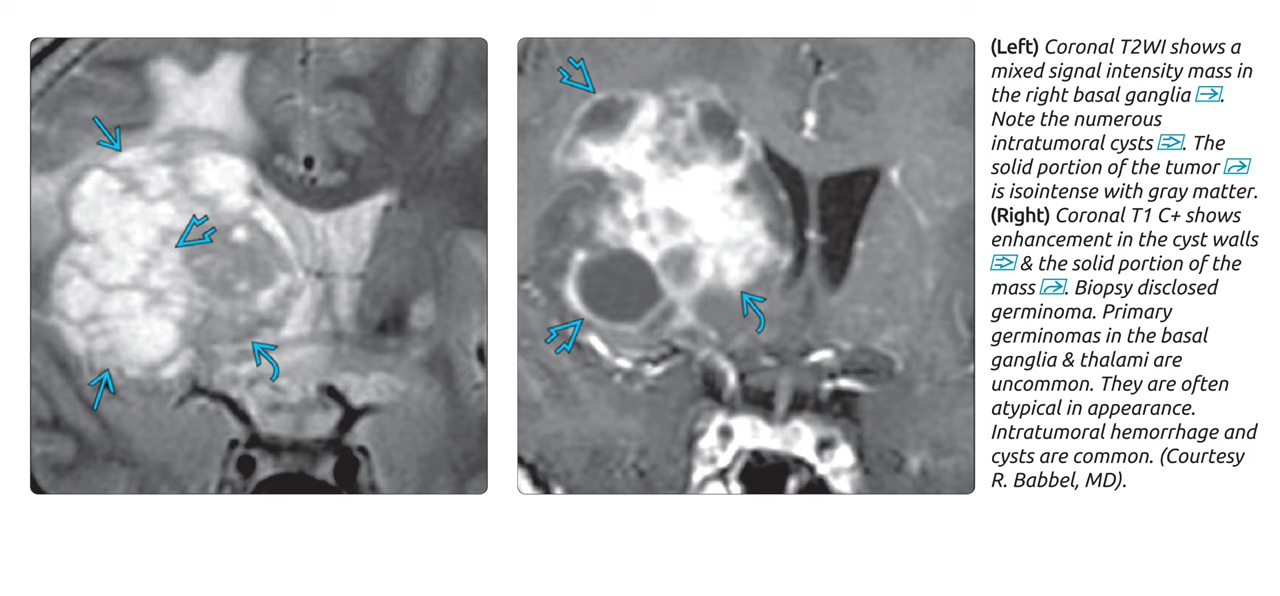 (Left) Coronal T2WI shows a
mixed signal intensity mass in
the right basal ganglia.
Note the numerous
intratumoral cysts. The
solid portion of the tumor
is isointense with gray matter.
(Right) Coronal T1 C+ shows
enhancement in the cyst walls
& the solid portion of the
mass. Biopsy disclosed
germinoma. Primary
germinomas in the basal
ganglia & thalami are
uncommon. They are often
atypical in appearance.
Intratumoral hemorrhage and
cysts are common. (Courtesy
R. Babbel, MD).